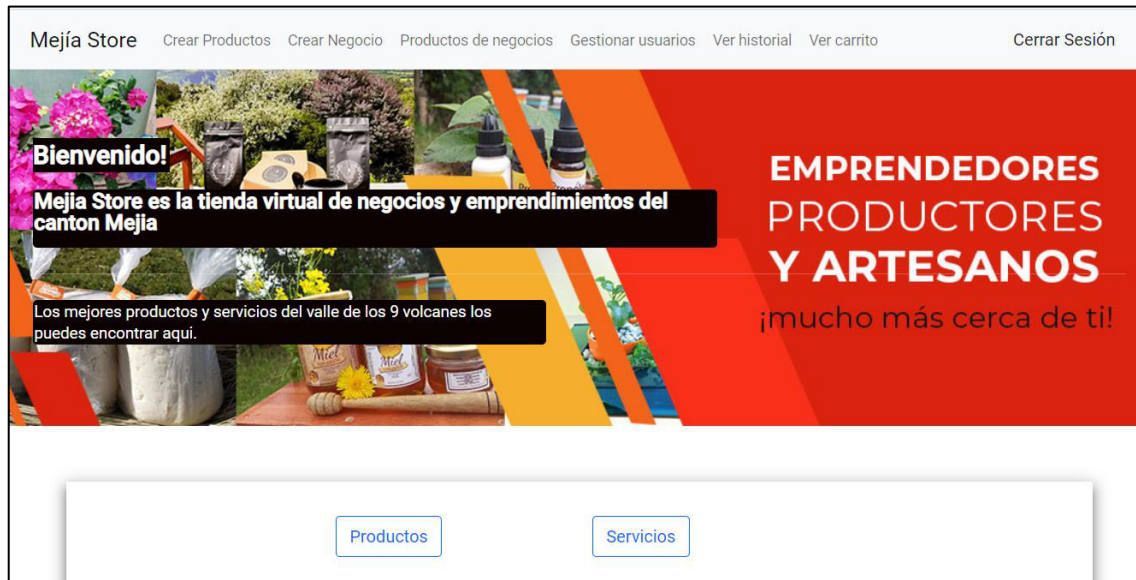 Mejía Store Crear Productos Crear Negocio Productos de negocios Gestionar usuarios Ver historial Ver carrito Cerrar Sesión
Bienvenido!
Mejia Store es la tienda virtual de negocios y emprendimientos del
canton Mejia
Los mejores productos y servicios del valle de los 9 volcanes los
puedes encontrar aqui.
EMPRENDEDORES
PRODUCTORES
Y ARTESANOS
¡mucho más cerca de ti!
Miel
Miel
Productos Servicios